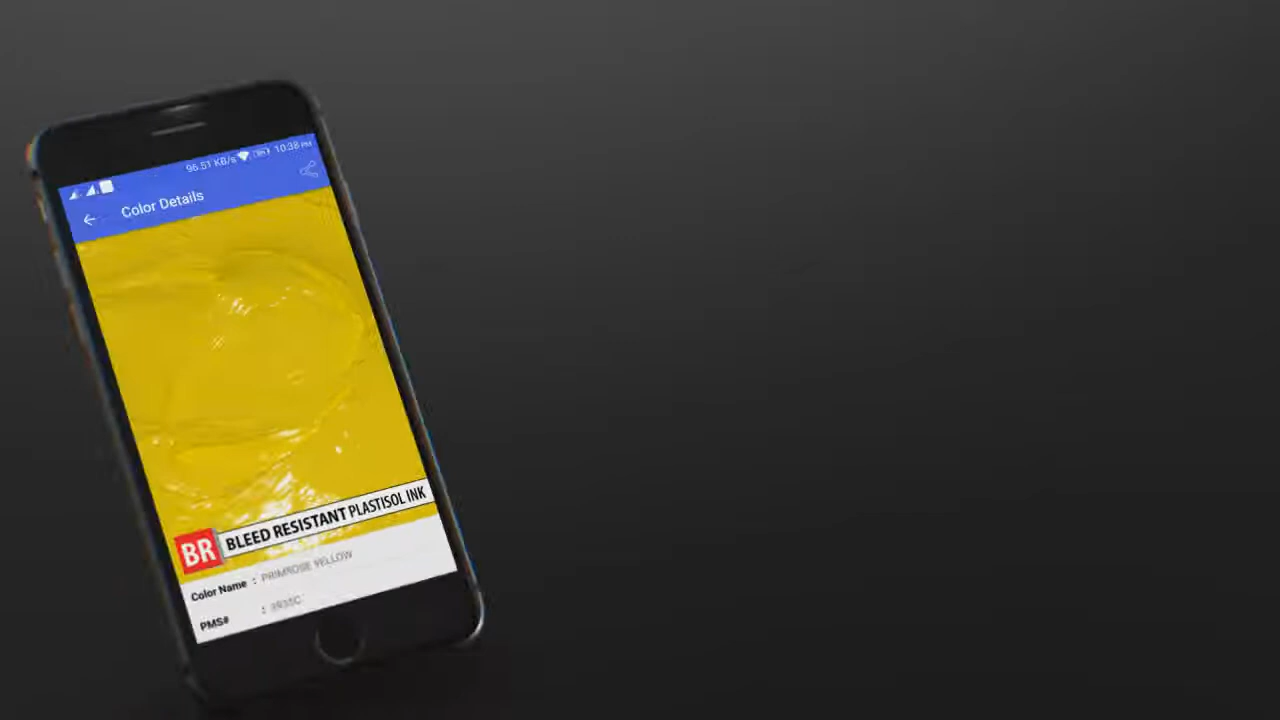 96.51 KB/s 10:38 PM
Color Details
BR BLEED RESISTANT PLASTISOL INK
Color Name : PRIMROSE YELLOW
PMS# :